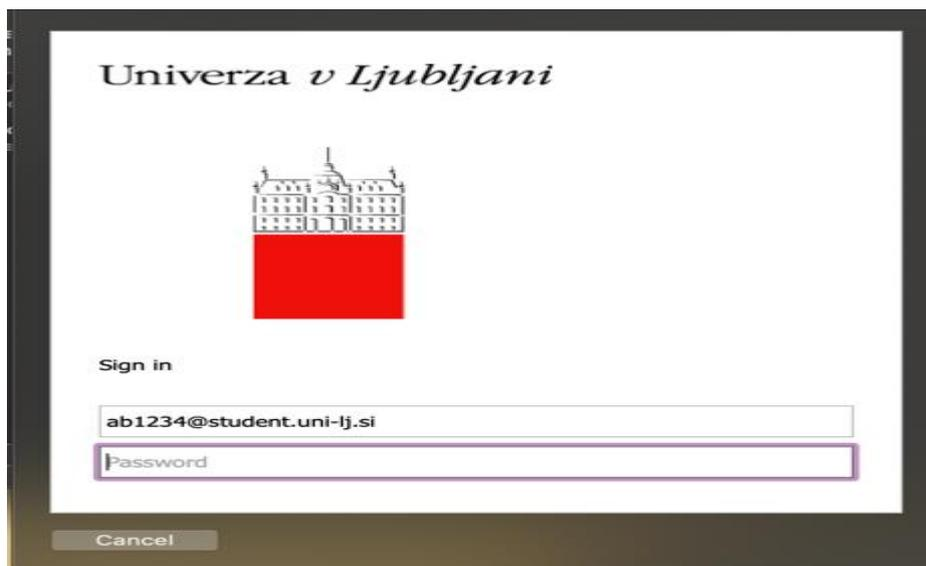 Univerza v Ljubljani
Sign in
ab1234@student.uni-lj.si
Password
Cancel